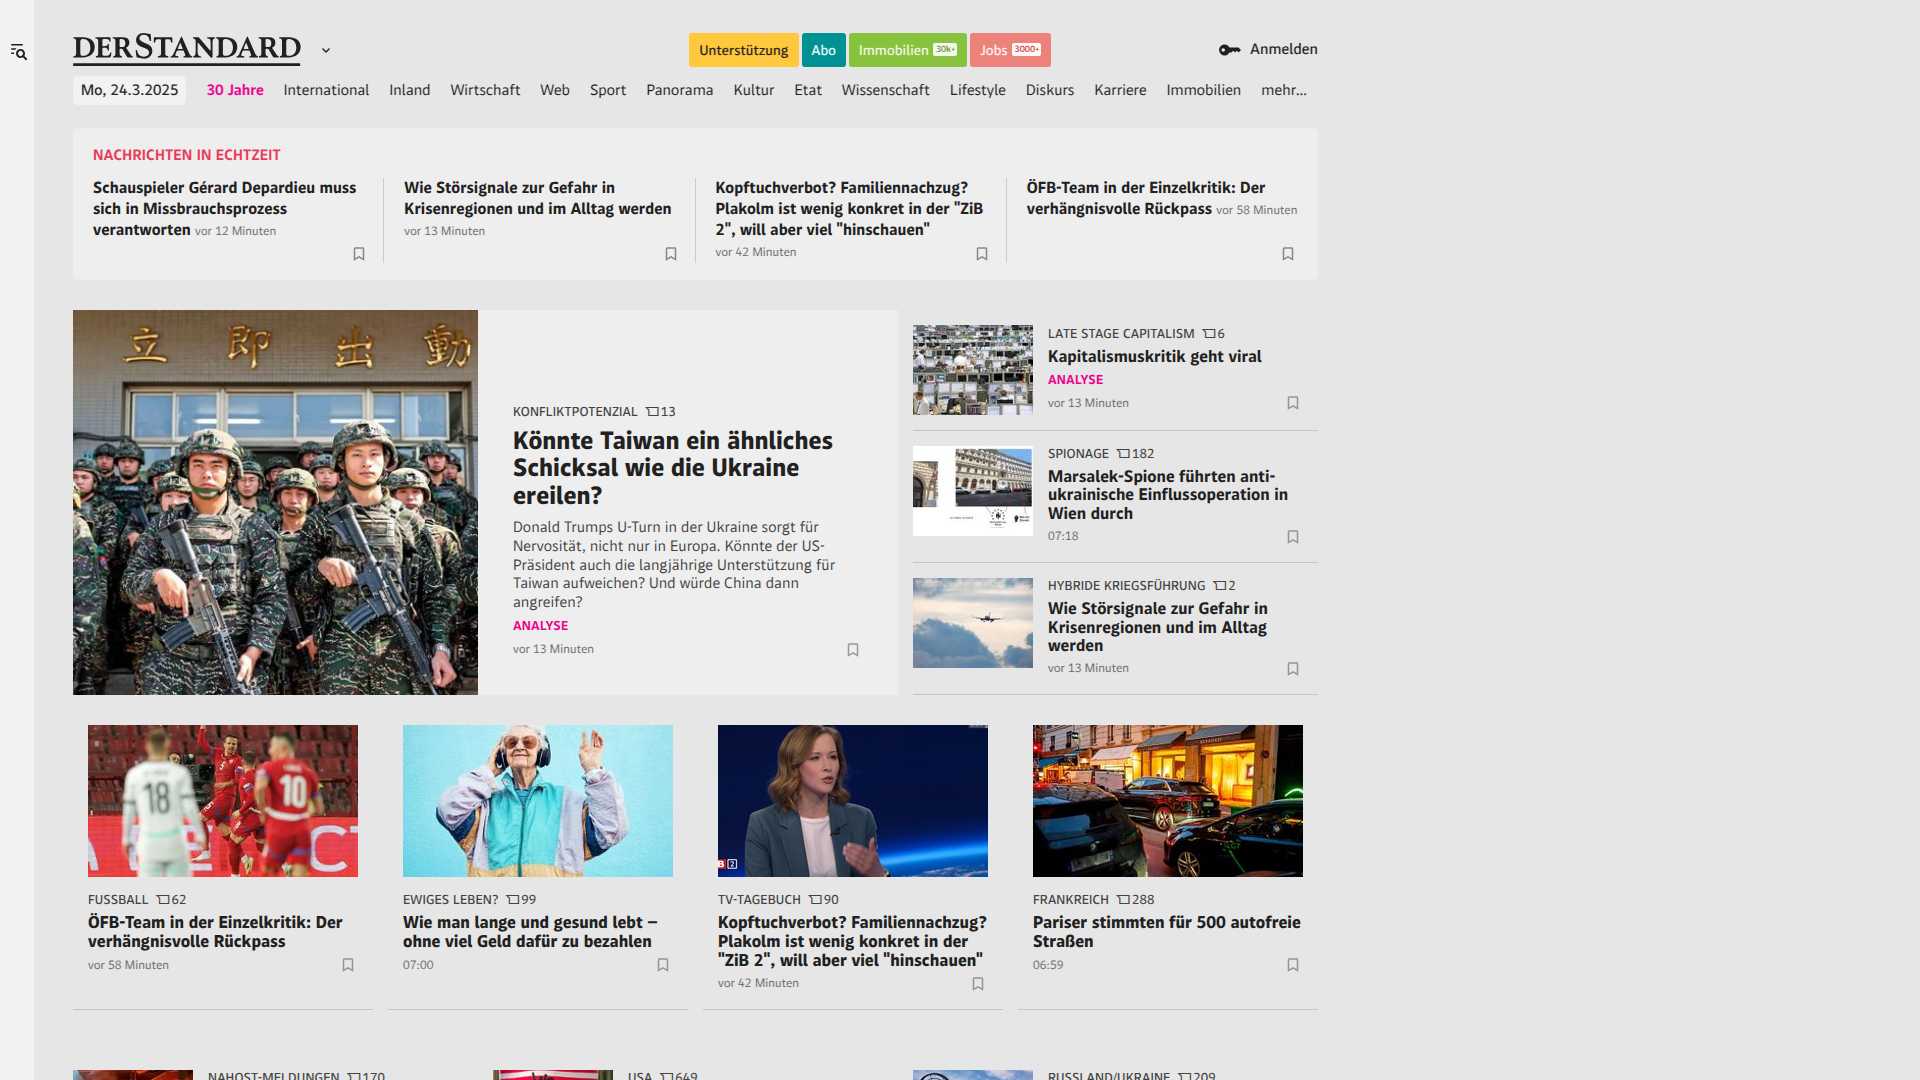 DERSTANDARD
Unterstützung
Abo
Immobilien 30k+
Jobs 3000+
Anmelden
Mo, 24.3.2025
30 Jahre
International
Inland
Wirtschaft
Web
Sport
Panorama
Kultur
Etat
Wissenschaft
Lifestyle
Diskurs
Karriere
Immobilien
mehr...
NACHRICHTEN IN ECHTZEIT
Schauspieler Gérard Depardieu muss
sich in Missbrauchsprozess
verantworten vor 12 Minuten
Wie Störsignale zur Gefahr in
Krisenregionen und im Alltag werden
vor 13 Minuten
Kopftuchverbot? Familiennachzug?
Plakolm ist wenig konkret in der "ZiB
2", will aber viel "hinschauen"
vor 42 Minuten
ÖFB-Team in der Einzelkritik: Der
verhängnisvolle Rückpass vor 58 Minuten
立即出動
KONFLIKTPOTENZIAL 13
Könnte Taiwan ein ähnliches
Schicksal wie die Ukraine
ereilen?
Donald Trumps U-Turn in der Ukraine sorgt für
Nervosität, nicht nur in Europa. Könnte der US-
Präsident auch die langjährige Unterstützung für
Taiwan aufweichen? Und würde China dann
angreifen?
ANALYSE
vor 13 Minuten
LATE STAGE CAPITALISM 6
Kapitalismuskritik geht viral
ANALYSE
vor 13 Minuten
SPIONAGE 182
Marsalek-Spione führten anti-
ukrainische Einflussoperation in
Wien durch
07:18
HYBRIDE KRIEGSFÜHRUNG 2
Wie Störsignale zur Gefahr in
Krisenregionen und im Alltag
werden
vor 13 Minuten
18
10
FUSSBALL 62
ÖFB-Team in der Einzelkritik: Der
verhängnisvolle Rückpass
vor 58 Minuten
EWIGES LEBEN? 99
Wie man lange und gesund lebt –
ohne viel Geld dafür zu bezahlen
07:00
B 2
TV-TAGEBUCH 90
Kopftuchverbot? Familiennachzug?
Plakolm ist wenig konkret in der
"ZiB 2", will aber viel "hinschauen"
vor 42 Minuten
FRANKREICH 288
Pariser stimmten für 500 autofreie
Straßen
06:59
NAHOST-MELDUNGEN 170
USA 649
RUSSLAND/UKRAINE 209